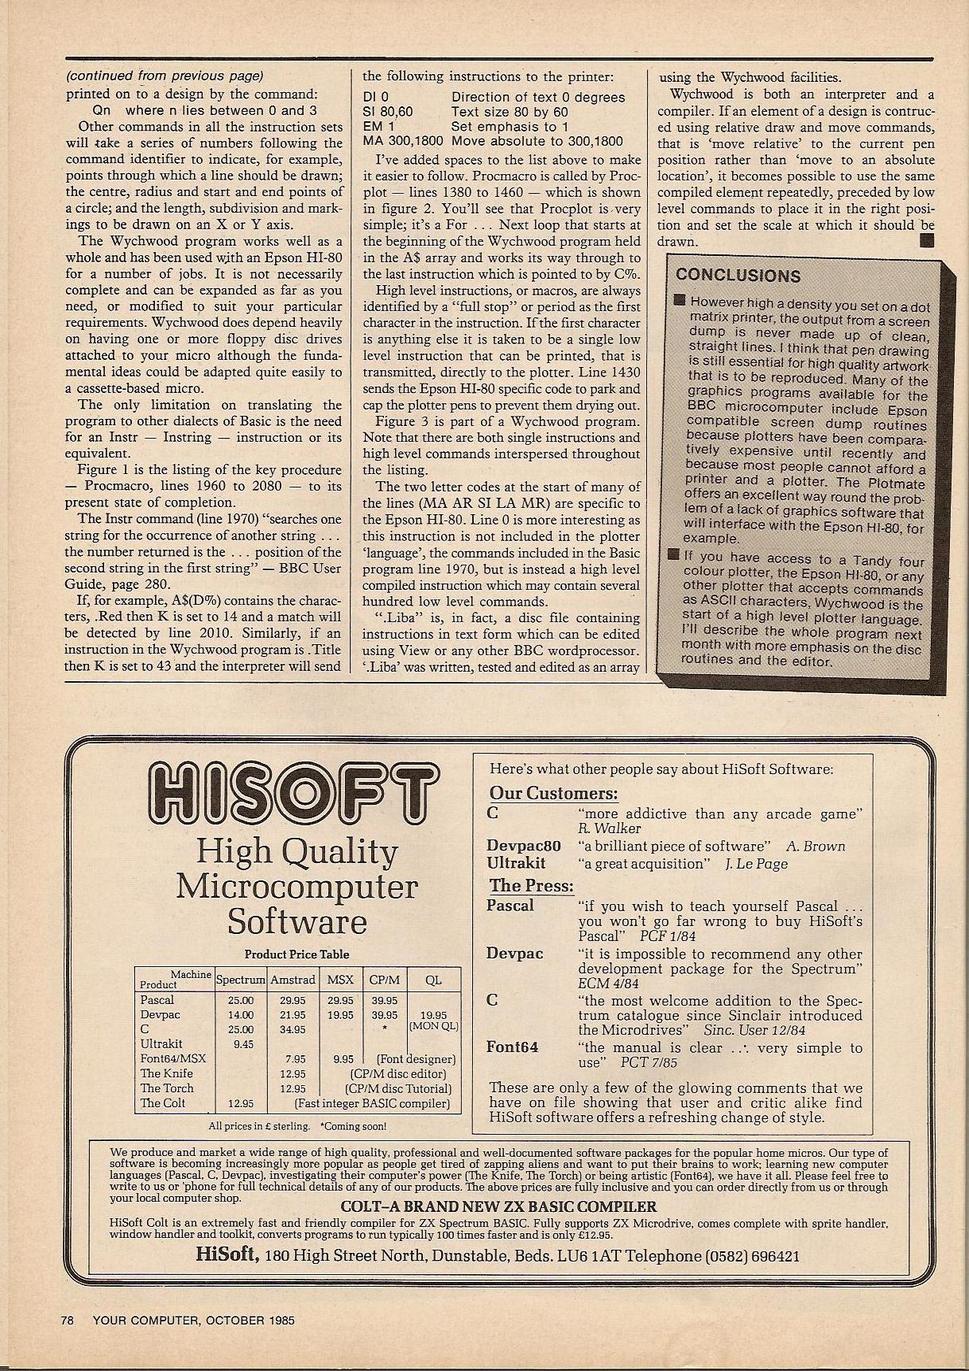 (continued from previous page)
printed on to a design by the command:
Qn where n lies between 0 and 3
Other commands in all the instruction sets
will take a series of numbers following the
command identifier to indicate, for example,
points through which a line should be drawn;
the centre, radius and start and end points of
a circle; and the length, subdivision and mark-
ings to be drawn on an X or Y axis.
The Wychwood program works well as a
whole and has been used with an Epson HI-80
for a number of jobs. It is not necessarily
complete and can be expanded as far as you
need, or modified to suit your particular
requirements. Wychwood does depend heavily
on having one or more floppy disc drives
attached to your micro although the funda-
mental ideas could be adapted quite easily to
a cassette-based micro.
The only limitation on translating the
program to other dialects of Basic is the need
for an Instr — Instring — instruction or its
equivalent.
Figure 1 is the listing of the key procedure
— Procmacro, lines 1960 to 2080 — to its
present state of completion.
The Instr command (line 1970) “searches one
string for the occurrence of another string . . .
the number returned is the . . . position of the
second string in the first string” — BBC User
Guide, page 280.
If, for example, A$(D%) contains the charac-
ters, .Red then K is set to 14 and a match will
be detected by line 2010. Similarly, if an
instruction in the Wychwood program is .Title
then K is set to 43 and the interpreter will send
the following instructions to the printer:
DI 0 Direction of text 0 degrees
SI 80,60 Text size 80 by 60
EM 1 Set emphasis to 1
MA 300,1800 Move absolute to 300,1800
I’ve added spaces to the list above to make
it easier to follow. Procmacro is called by Proc-
plot — lines 1380 to 1460 — which is shown
in figure 2. You’ll see that Procplot is very
simple; it’s a For . . . Next loop that starts at
the beginning of the Wychwood program held
in the A$ array and works its way through to
the last instruction which is pointed to by C%.
High level instructions, or macros, are always
identified by a “full stop” or period as the first
character in the instruction. If the first character
is anything else it is taken to be a single low
level instruction that can be printed, that is
transmitted, directly to the plotter. Line 1430
sends the Epson HI-80 specific code to park and
cap the plotter pens to prevent them drying out.
Figure 3 is part of a Wychwood program.
Note that there are both single instructions and
high level commands interspersed throughout
the listing.
The two letter codes at the start of many of
the lines (MA AR SI LA MR) are specific to
the Epson HI-80. Line 0 is more interesting as
this instruction is not included in the plotter
‘language’, the commands included in the Basic
program line 1970, but is instead a high level
compiled instruction which may contain several
hundred low level commands.
“.Liba” is, in fact, a disc file containing
instructions in text form which can be edited
using View or any other BBC wordprocessor.
‘.Liba’ was written, tested and edited as an array
using the Wychwood facilities.
Wychwood is both an interpreter and a
compiler. If an element of a design is contruc-
ed using relative draw and move commands,
that is ‘move relative’ to the current pen
position rather than ‘move to an absolute
location’, it becomes possible to use the same
compiled element repeatedly, preceded by low
level commands to place it in the right posi-
tion and set the scale at which it should be
drawn. ■
CONCLUSIONS
■ However high a density you set on a dot
matrix printer, the output from a screen
dump is never made up of clean,
straight lines. I think that pen drawing
is still essential for high quality artwork
that is to be reproduced. Many of the
graphics programs available for the
BBC microcomputer include Epson
compatible screen dump routines
because plotters have been compara-
tively expensive until recently and
because most people cannot afford a
printer and a plotter. The Plotmate
offers an excellent way round the prob-
lem of a lack of graphics software that
will interface with the Epson HI-80, for
example.
■ If you have access to a Tandy four
colour plotter, the Epson HI-80, or any
other plotter that accepts commands
as ASCII characters, Wychwood is the
start of a high level plotter language.
I’ll describe the whole program next
month with more emphasis on the disc
routines and the editor.
HISOFT
High Quality
Microcomputer
Software
Product Price Table
Machine
Product Spectrum Amstrad MSX CP/M QL
Pascal 25.00 29.95 29.95 39.95
Devpac 14.00 21.95 19.95 39.95 19.95
C 25.00 34.95 * (MON QL)
Ultrakit 9.45
Font64/MSX 7.95 9.95 (Font designer)
The Knife 12.95 (CP/M disc editor)
The Torch 12.95 (CP/M disc Tutorial)
The Colt 12.95 (Fast integer BASIC compiler)
All prices in £ sterling. *Coming soon!
Here’s what other people say about HiSoft Software:
Our Customers:
C “more addictive than any arcade game”
R. Walker
Devpac80 “a brilliant piece of software” A. Brown
Ultrakit “a great acquisition” J. Le Page
The Press:
Pascal “if you wish to teach yourself Pascal . . .
you won’t go far wrong to buy HiSoft’s
Pascal” PCF 1/84
Devpac “it is impossible to recommend any other
development package for the Spectrum”
ECM 4/84
C “the most welcome addition to the Spec-
trum catalogue since Sinclair introduced
the Microdrives” Sinc. User 12/84
Font64 “the manual is clear . . . very simple to
use” PCT 7/85
These are only a few of the glowing comments that we
have on file showing that user and critic alike find
HiSoft software offers a refreshing change of style.
We produce and market a wide range of high quality, professional and well-documented software packages for the popular home micros. Our type of
software is becoming increasingly more popular as people get tired of zapping aliens and want to put their brains to work; learning new computer
languages (Pascal, C, Devpac), investigating their computer’s power (The Knife, The Torch) or being artistic (Font64), we have it all. Please feel free to
write to us or ’phone for full technical details of any of our products. The above prices are fully inclusive and you can order directly from us or through
your local computer shop.
COLT–A BRAND NEW ZX BASIC COMPILER
HiSoft Colt is an extremely fast and friendly compiler for ZX Spectrum BASIC. Fully supports ZX Microdrive, comes complete with sprite handler,
window handler and toolkit, converts programs to run typically 100 times faster and is only £12.95.
HiSoft, 180 High Street North, Dunstable, Beds. LU6 1AT Telephone (0582) 696421
78 YOUR COMPUTER, OCTOBER 1985